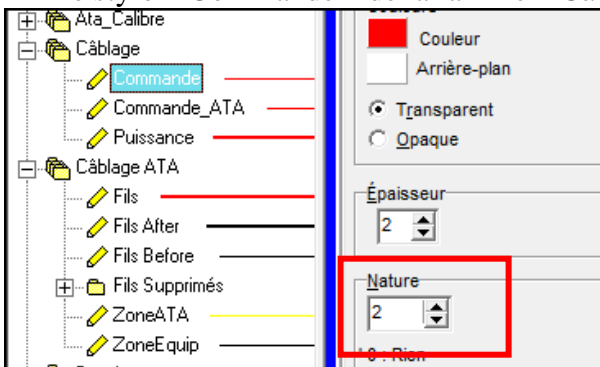 Ata_Calibre
Câblage
Commande
Commande_ATA
Puissance
Câblage ATA
Fils
Fils After
Fils Before
Fils Supprimés
ZoneATA
ZoneEquip
Couleur
Arrière-plan
Transparent
Opaque
Épaisseur
2
Nature
2